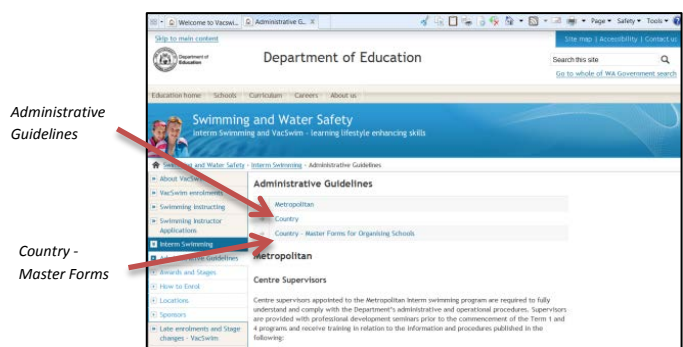 Welcome to Vacswi...
Administrative G... X
Page
Safety
Tools
Skip to main content
Site map | Accessibility | Contact us
Department of
Education
Department of Education
Search this site
Go to whole of WA Government search
Education home
Schools
Curriculum
Careers
About us
Administrative
Guidelines
Swimming and Water Safety
Interm Swimming and VacSwim - learning lifestyle enhancing skills
and Water Safety - Interm Swimming - Administrative Guidelines
About VacSwim
VacSwim enrolments
Swimming Instructing
Swimming Instructor
Applications
Interm Swimming
Guidelines
Awards and Stages
How to Enrol
Locations
Sponsors
Late enrolments and Stage
changes - VacSwim
Country -
Master Forms
Administrative Guidelines
Metropolitan
Country
Country - Master Forms for Organising Schools
Metropolitan
Centre Supervisors
Centre supervisors appointed to the Metropolitan Interm swimming program are required to fully
understand and comply with the Department's administrative and operational procedures. Supervisors
are provided with professional development seminars prior to the commencement of the Term 1 and
4 programs and receive training in relation to the information and procedures published in the
following: